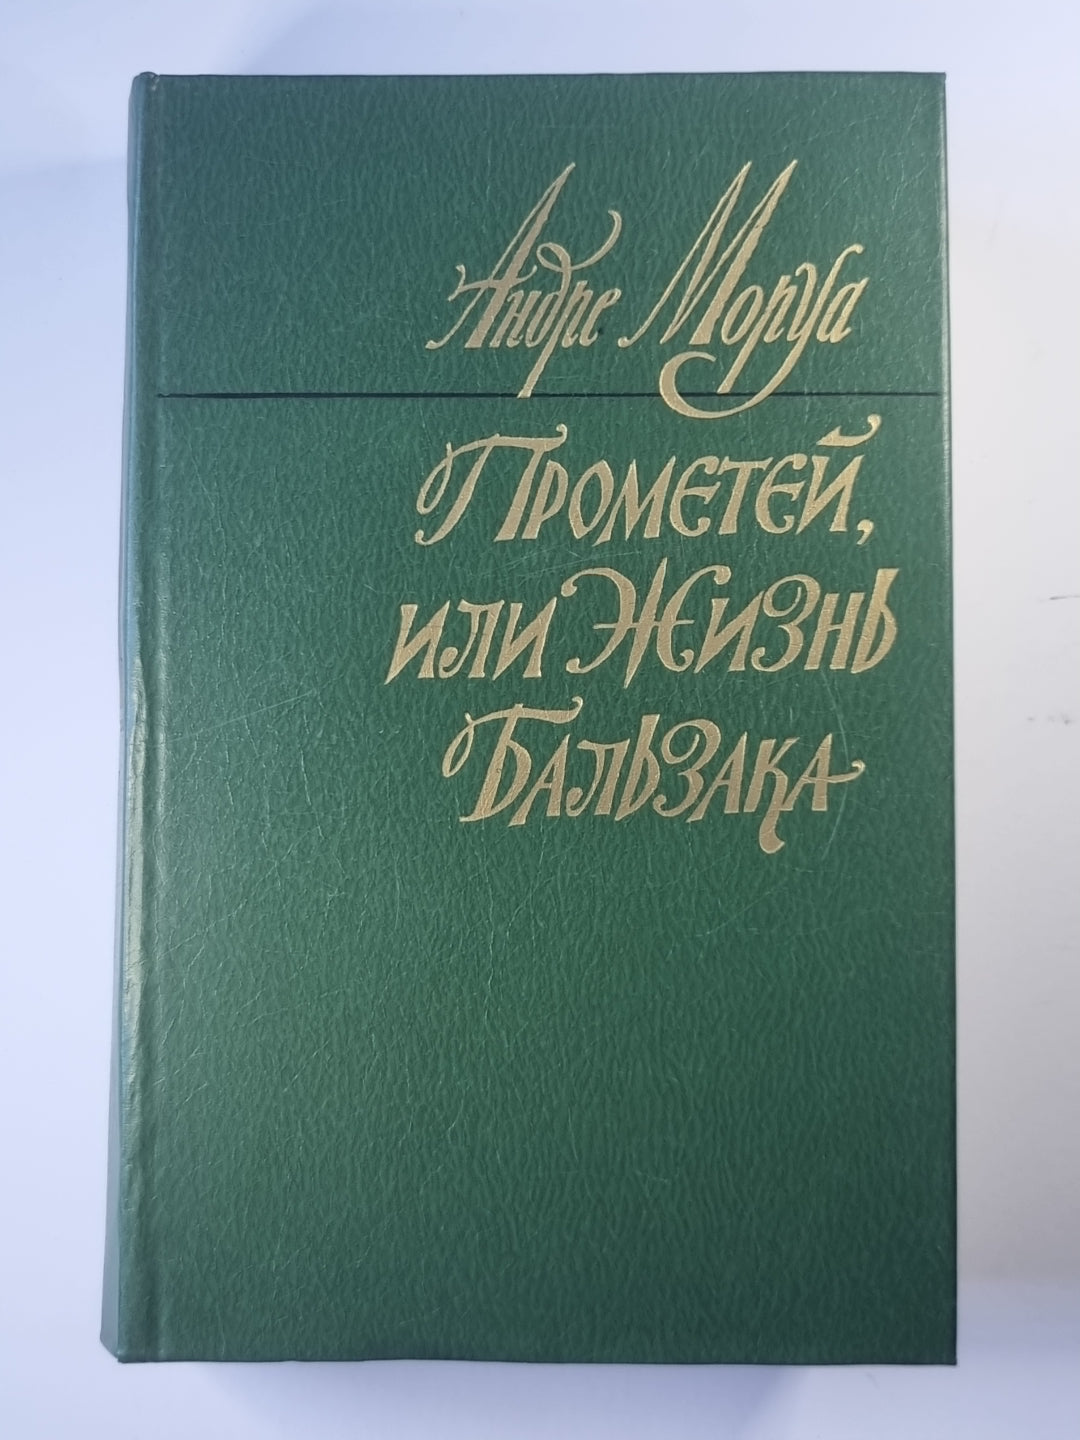 Андре Моруа
Прометей,
или Жизнь
Бальзака